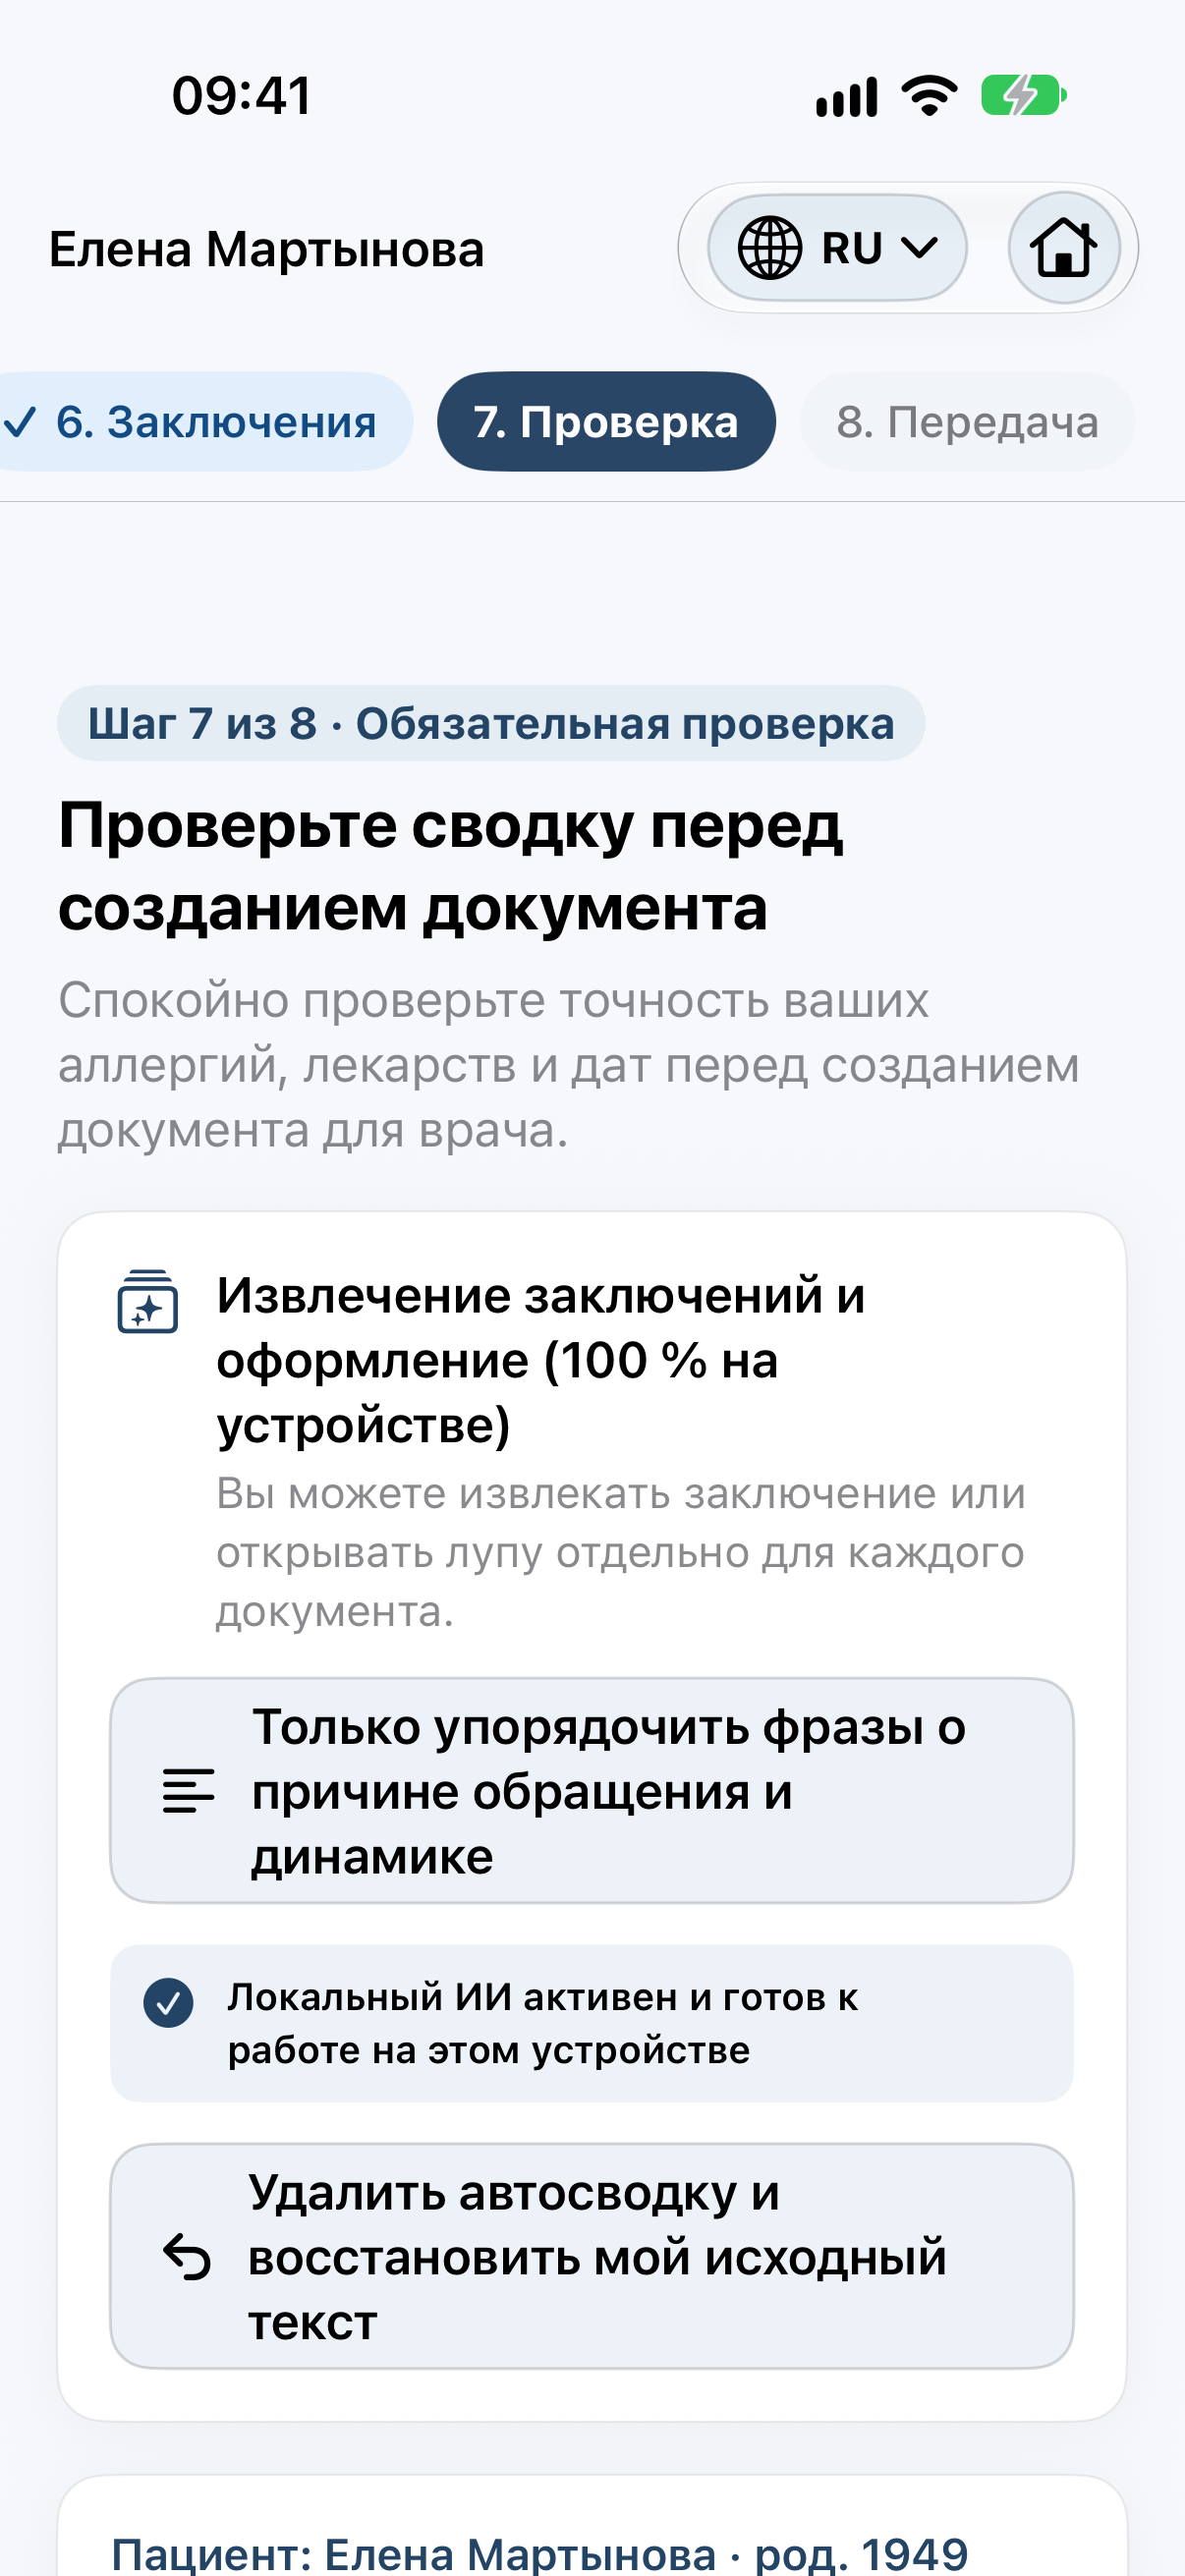 09:41
Елена Мартынова
RU
6. Заключения
7. Проверка
8. Передача
Шаг 7 из 8 · Обязательная проверка
Проверьте сводку перед
созданием документа
Спокойно проверьте точность ваших
аллергий, лекарств и дат перед созданием
документа для врача.
Извлечение заключений и
оформление (100 % на
устройстве)
Вы можете извлекать заключение или
открывать лупу отдельно для каждого
документа.
Только упорядочить фразы о
причине обращения и
динамике
Локальный ИИ активен и готов к
работе на этом устройстве
Удалить автосводку и
восстановить мой исходный
текст
Пациент: Елена Мартынова · род. 1949